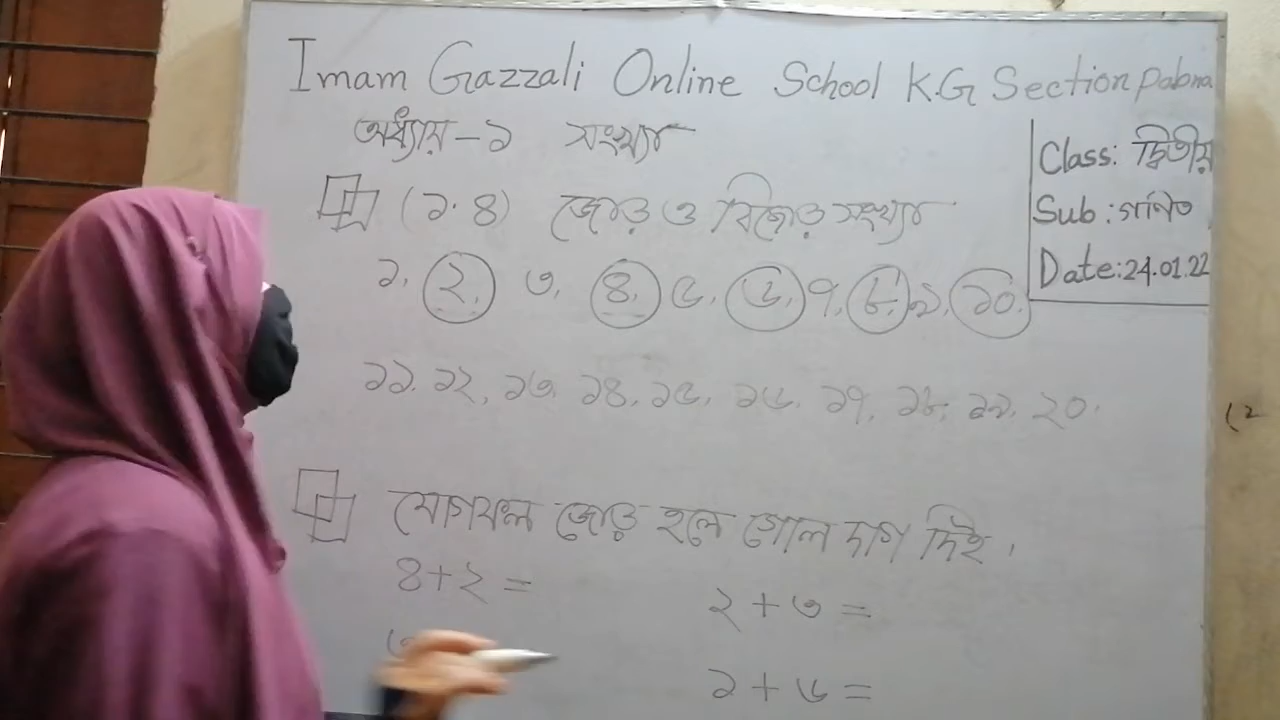 Imam Gazzali Online School K.G Section Pabna
অধ্যায় - ১ সংখ্যা
Class: দ্বিতীয়
Sub : গণিত
Date: 24.01.22
(১.৪) জোড় ও বিজোড় সংখ্যা
১, ২, ৩, ৪, ৫, ৬, ৭, ৮, ৯, ১০,
১১, ১২, ১৩, ১৪, ১৫, ১৬, ১৭, ১৮, ১৯, ২০,
যোগফল জোড় হলে গোল দাগ দিই।
৪+২ =
২ + ৩ =
১ + ৬ =